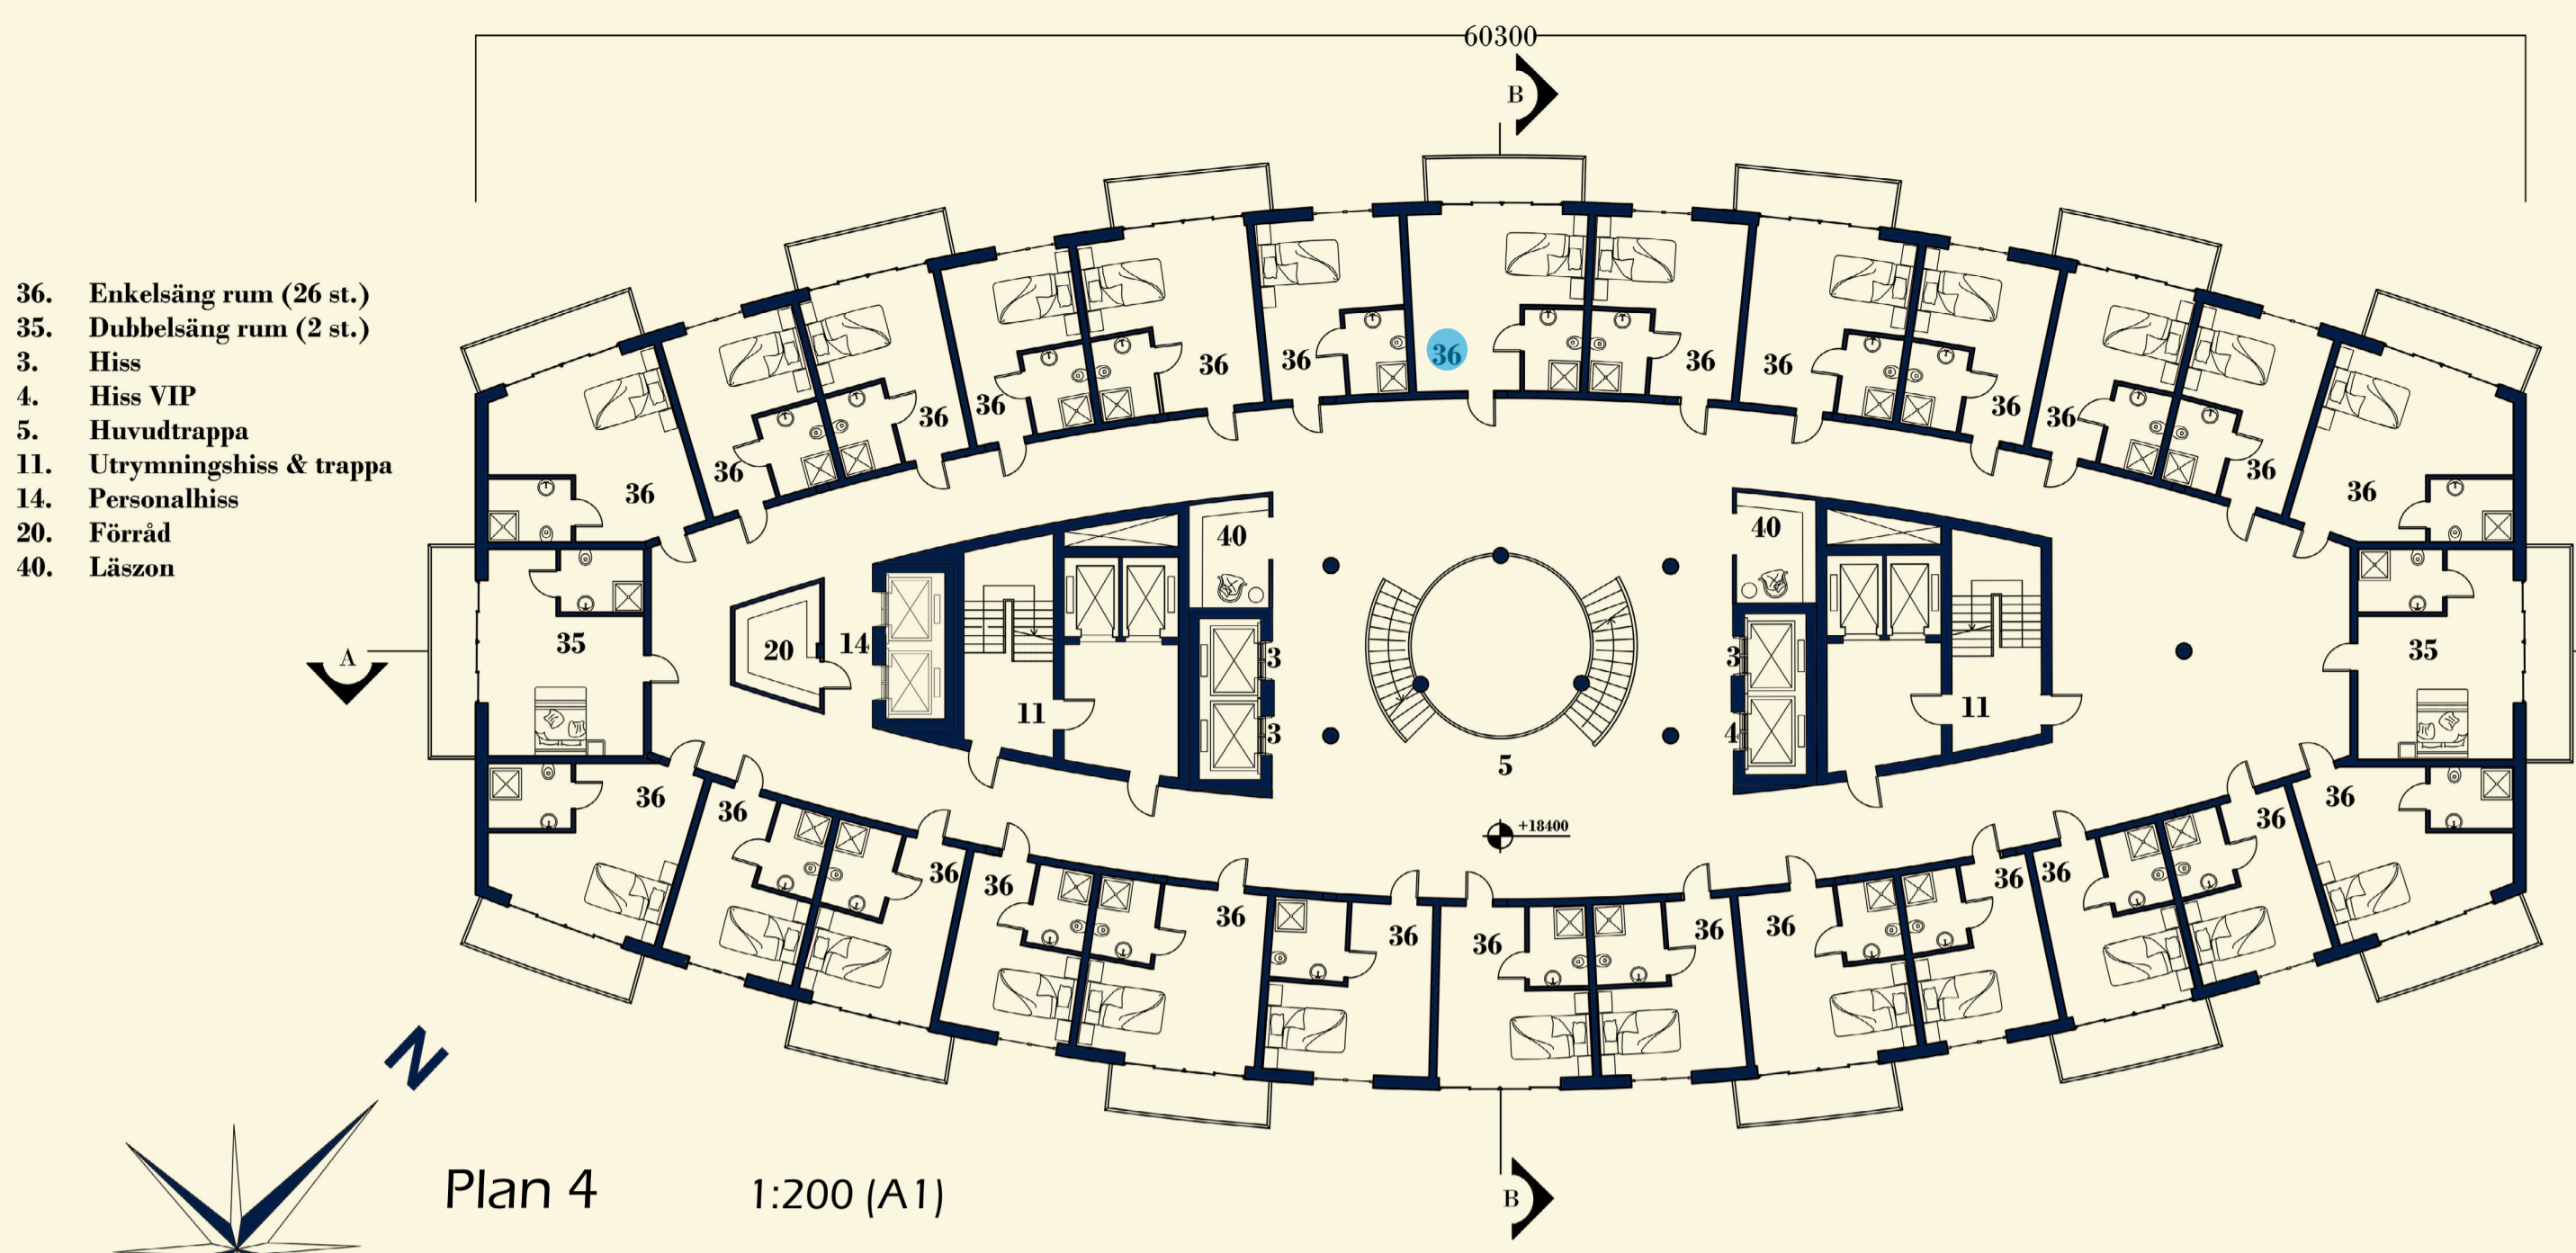 60300
B
36. Enkelsäng rum (26 st.)
35. Dubbelsäng rum (2 st.)
3. Hiss
4. Hiss VIP
5. Huvudtrappa
11. Utrymningshiss & trappa
14. Personalhiss
20. Förråd
40. Läszon
36 36 36 36 36 36 36 36 36 36 36 36 36
40 40
A 35 20 14 11 3 3 5 3 4 11 35
+18400
36 36 36 36 36 36 36 36 36 36 36 36 36
N
Plan 4 1:200 (A1)
B